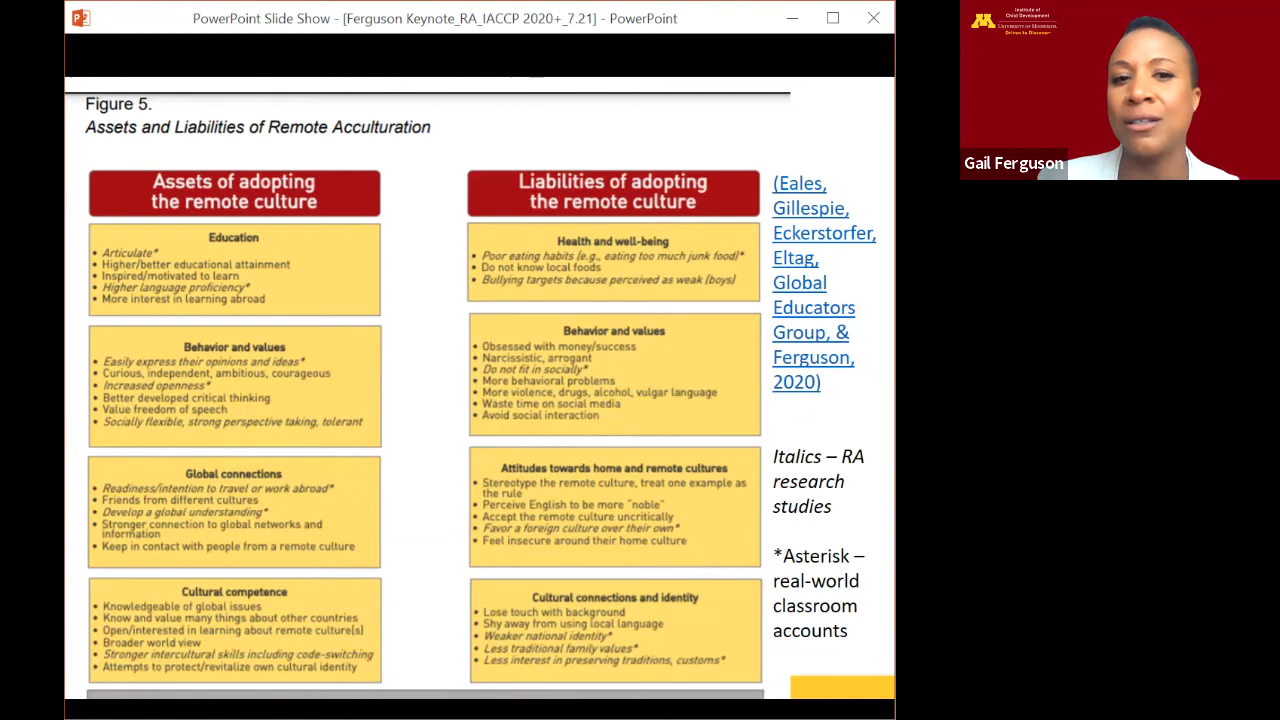 PowerPoint Slide Show - [Ferguson Keynote_RA_IACCP 2020+_7.21] - PowerPoint
Figure 5.
Assets and Liabilities of Remote Acculturation
Assets of adopting
the remote culture
Education
• Articulate*
• Higher/better educational attainment
• Inspired/motivated to learn
• Higher language proficiency*
• More interest in learning abroad
Behavior and values
• Easily express their opinions and ideas*
• Curious, independent, ambitious, courageous
• Increased openness*
• Better developed critical thinking
• Value freedom of speech
• Socially flexible, strong perspective taking, tolerant
Global connections
• Readiness/intention to travel or work abroad*
• Friends from different cultures
• Develop a global understanding*
• Stronger connection to global networks and
information
• Keep in contact with people from a remote culture
Cultural competence
• Knowledgeable of global issues
• Know and value many things about other countries
• Open/interested in learning about remote culture(s)
• Broader world view
• Stronger intercultural skills including code-switching
• Attempts to protect/revitalize own cultural identity
Liabilities of adopting
the remote culture
Health and well-being
• Poor eating habits (e.g., eating too much junk food)*
• Do not know local foods
• Bullying targets because perceived as weak (boys)
Behavior and values
• Obsessed with money/success
• Narcissistic, arrogant
• Do not fit in socially*
• More behavioral problems
• More violence, drugs, alcohol, vulgar language
• Waste time on social media
• Avoid social interaction
Attitudes towards home and remote cultures
• Stereotype the remote culture, treat one example as
the rule
• Perceive English to be more "noble"
• Accept the remote culture uncritically
• Favor a foreign culture over their own*
• Feel insecure around their home culture
Cultural connections and identity
• Lose touch with background
• Shy away from using local language
• Weaker national identity*
• Less traditional family values*
• Less interest in preserving traditions, customs*
(Eales,
Gillespie,
Eckerstorfer,
Eltag,
Global
Educators
Group, &
Ferguson,
2020)
Italics – RA
research
studies
*Asterisk –
real-world
classroom
accounts
Institute of
Child Development
UNIVERSITY OF MINNESOTA
Driven to Discover
Gail Ferguson